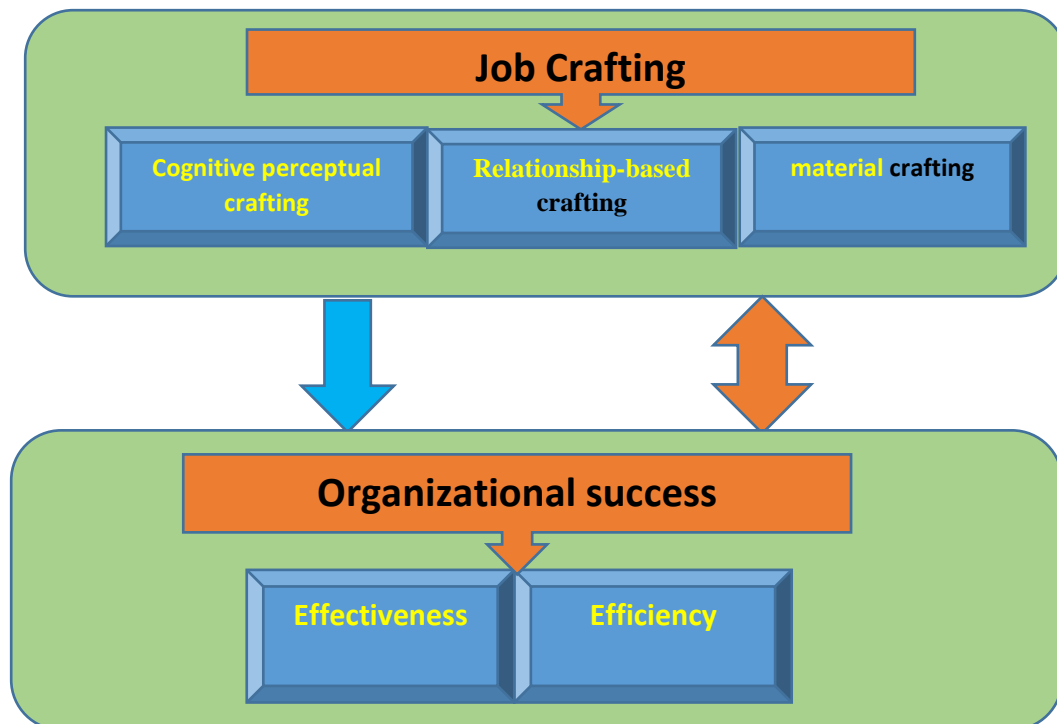 Job Crafting
Cognitive perceptual
crafting
Relationship-based
crafting
material crafting
Organizational success
Effectiveness
Efficiency